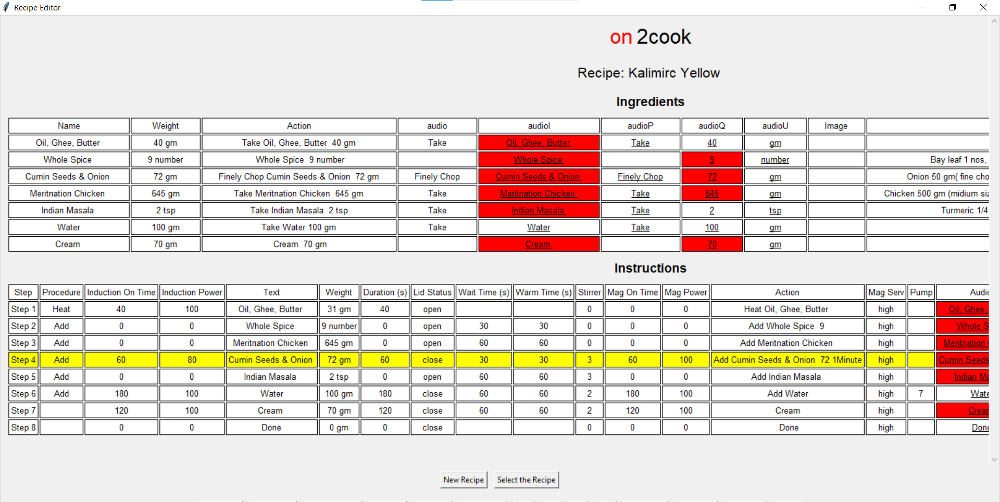 Recipe Editor
on 2cook
Recipe: Kalimirc Yellow
Ingredients
Name Weight Action audio audioI audioP audioQ audioU Image
Oil, Ghee, Butter 40 gm Take Oil, Ghee, Butter 40 gm Take Oil, Ghee, Butter Take 40 gm
Whole Spice 9 number Whole Spice 9 number Whole Spice 9 number Bay leaf 1 nos,
Cumin Seeds & Onion 72 gm Finely Chop Cumin Seeds & Onion 72 gm Finely Chop Cumin Seeds & Onion Finely Chop 72 gm Onion 50 gm( fine cho
Meritnation Chicken 645 gm Take Meritnation Chicken 645 gm Take Meritnation Chicken Take 645 gm Chicken 500 gm (midium siz
Indian Masala 2 tsp Take Indian Masala 2 tsp Take Indian Masala Take 2 tsp Turmeric 1/4
Water 100 gm Take Water 100 gm Take Water Take 100 gm
Cream 70 gm Cream 70 gm Cream 70 gm
Instructions
Step Procedure Induction On Time Induction Power Text Weight Duration (s) Lid Status Wait Time (s) Warm Time (s) Stirrer Mag On Time Mag Power Action Mag Serv Pump Audio
Step 1 Heat 40 100 Oil, Ghee, Butter 31 gm 40 open 0 0 0 Heat Oil, Ghee, Butter high Oil, Ghee,
Step 2 Add 0 0 Whole Spice 9 number 0 open 30 30 0 0 0 Add Whole Spice 9 high Whole S
Step 3 Add 0 0 Meritnation Chicken 645 gm 0 open 60 60 0 0 0 Add Meritnation Chicken high Meritnation
Step 4 Add 60 80 Cumin Seeds & Onion 72 gm 60 close 30 30 3 60 100 Add Cumin Seeds & Onion 72 1Minute high Cumin Seeds
Step 5 Add 0 0 Indian Masala 2 tsp 0 open 60 60 3 0 0 Add Indian Masala high Indian Ma
Step 6 Add 180 100 Water 100 gm 180 close 60 60 2 180 100 Add Water high 7 Wate
Step 7 120 100 Cream 70 gm 120 close 60 60 2 120 100 Cream high Crear
Step 8 0 0 Done 0 gm 0 close 0 0 0 Done high Done
New Recipe Select the Recipe